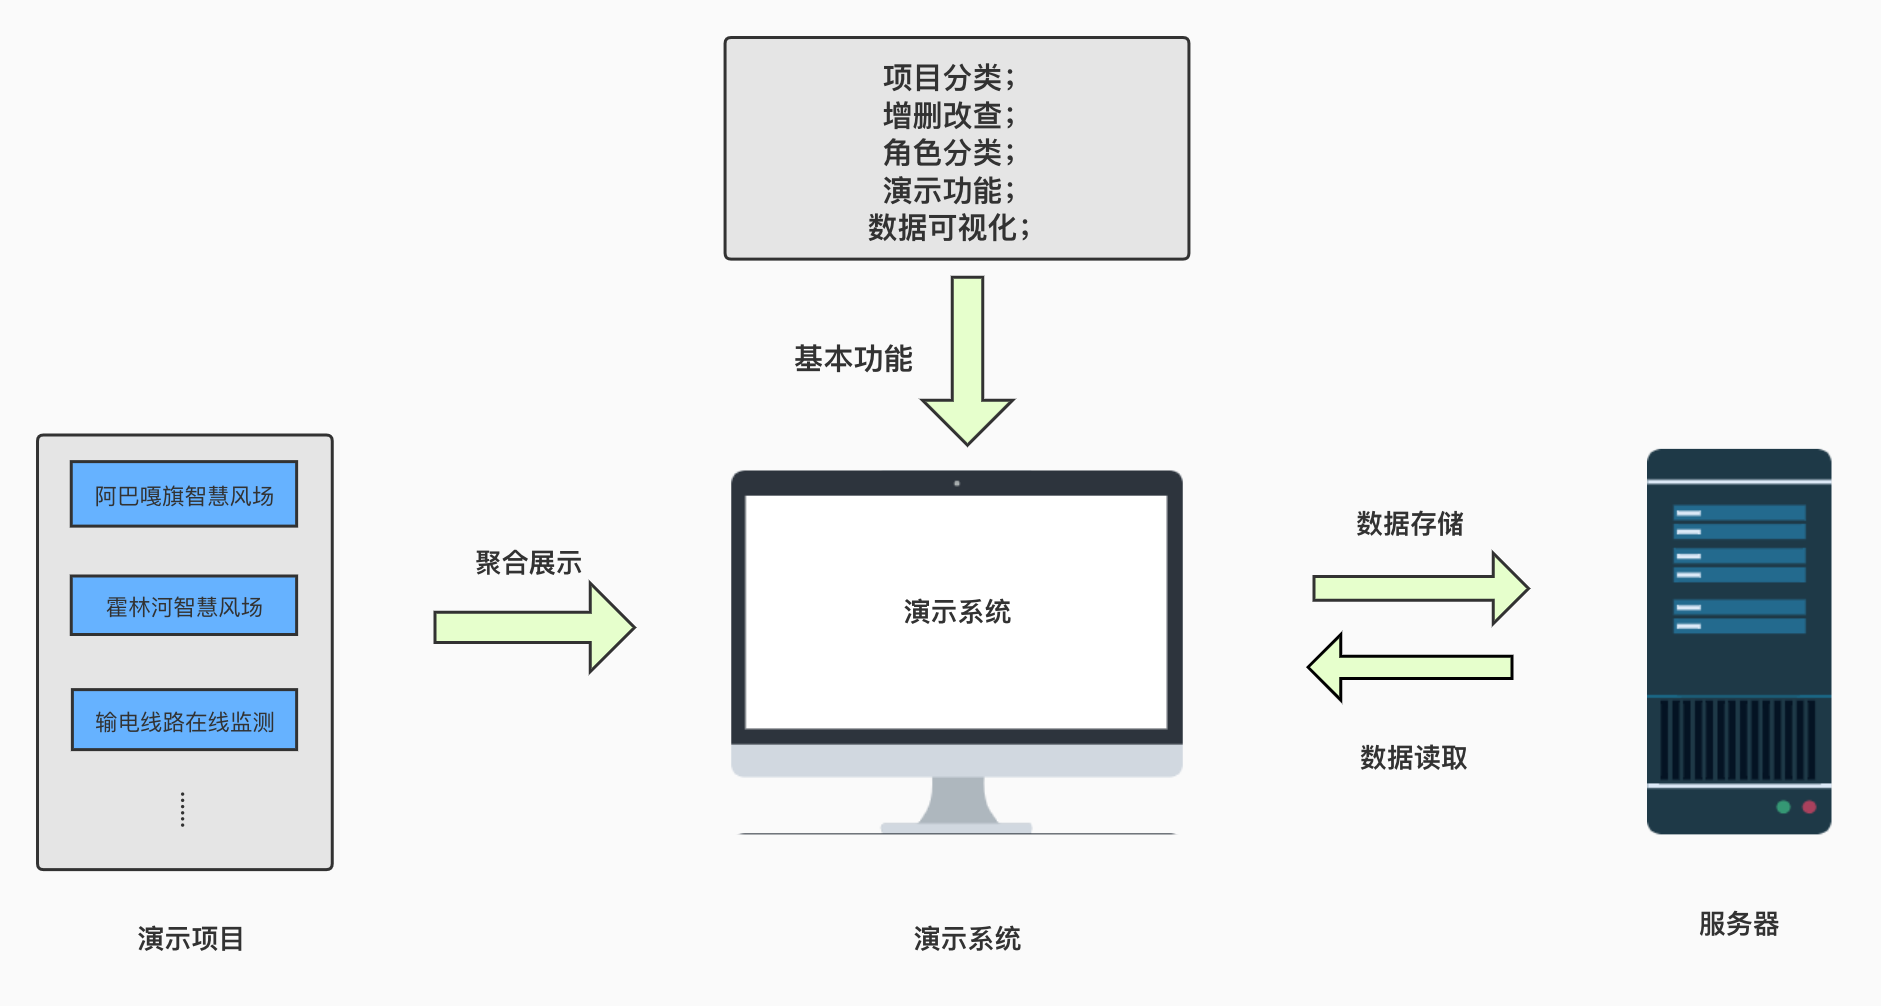 项目分类；
增删改查；
角色分类；
演示功能；
数据可视化；
基本功能
阿巴嘎旗智慧风场
霍林河智慧风场
输电线路在线监测
……
演示项目
聚合展示
演示系统
演示系统
数据存储
数据读取
服务器